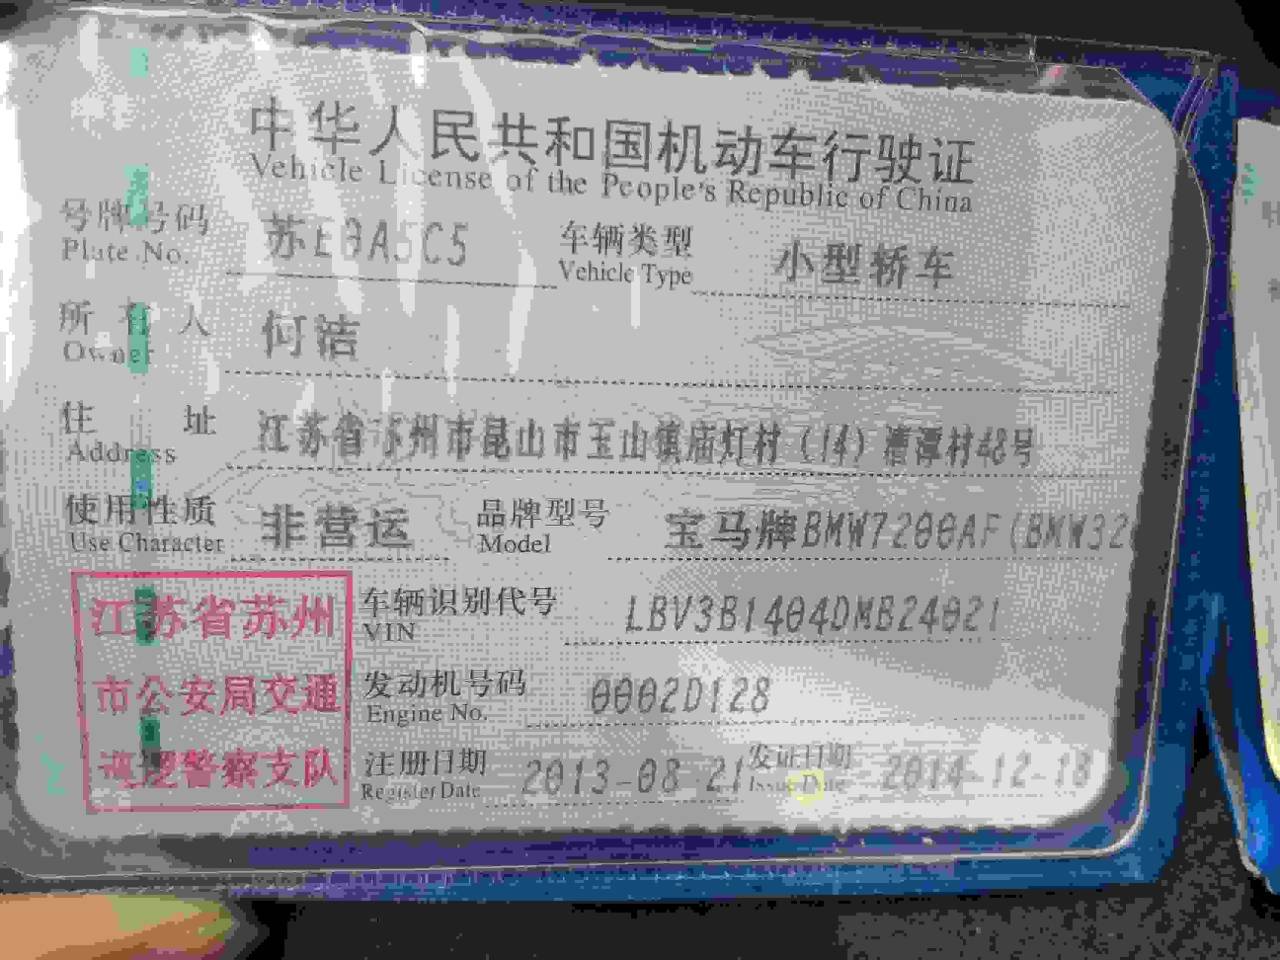 中华人民共和国机动车行驶证
Vehicle License of the People's Republic of China
号牌号码 苏E0A5C5 车辆类型 小型轿车
Plate No. Vehicle Type
所有人 何洁
Owner
住址 江苏省苏州市昆山市玉山镇庙灯村(14)漕潭村48号
Address
使用性质 非营运 品牌型号 宝马牌BMW7200AF(BMW32
Use Character Model
江苏省苏州
市公安局交通
巡逻警察支队
车辆识别代号 LBV3B1404DMB24021
VIN
发动机号码 0002D128
Engine No.
注册日期 2013-08-21 发证日期 2014-12-18
Register Date Issue Date